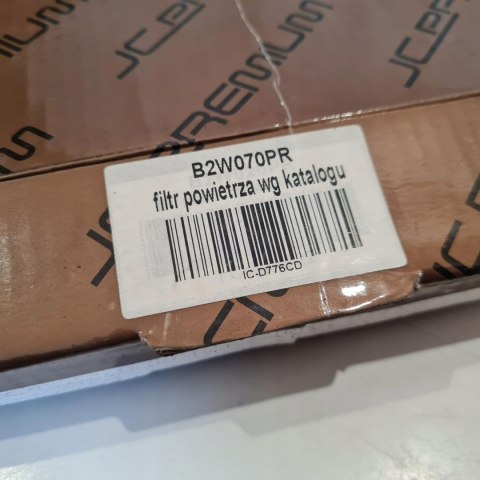 JC PREMIUM
JC PREMIUM
B2W070PR
filtr powietrza wg katalogu
IC-D776CD